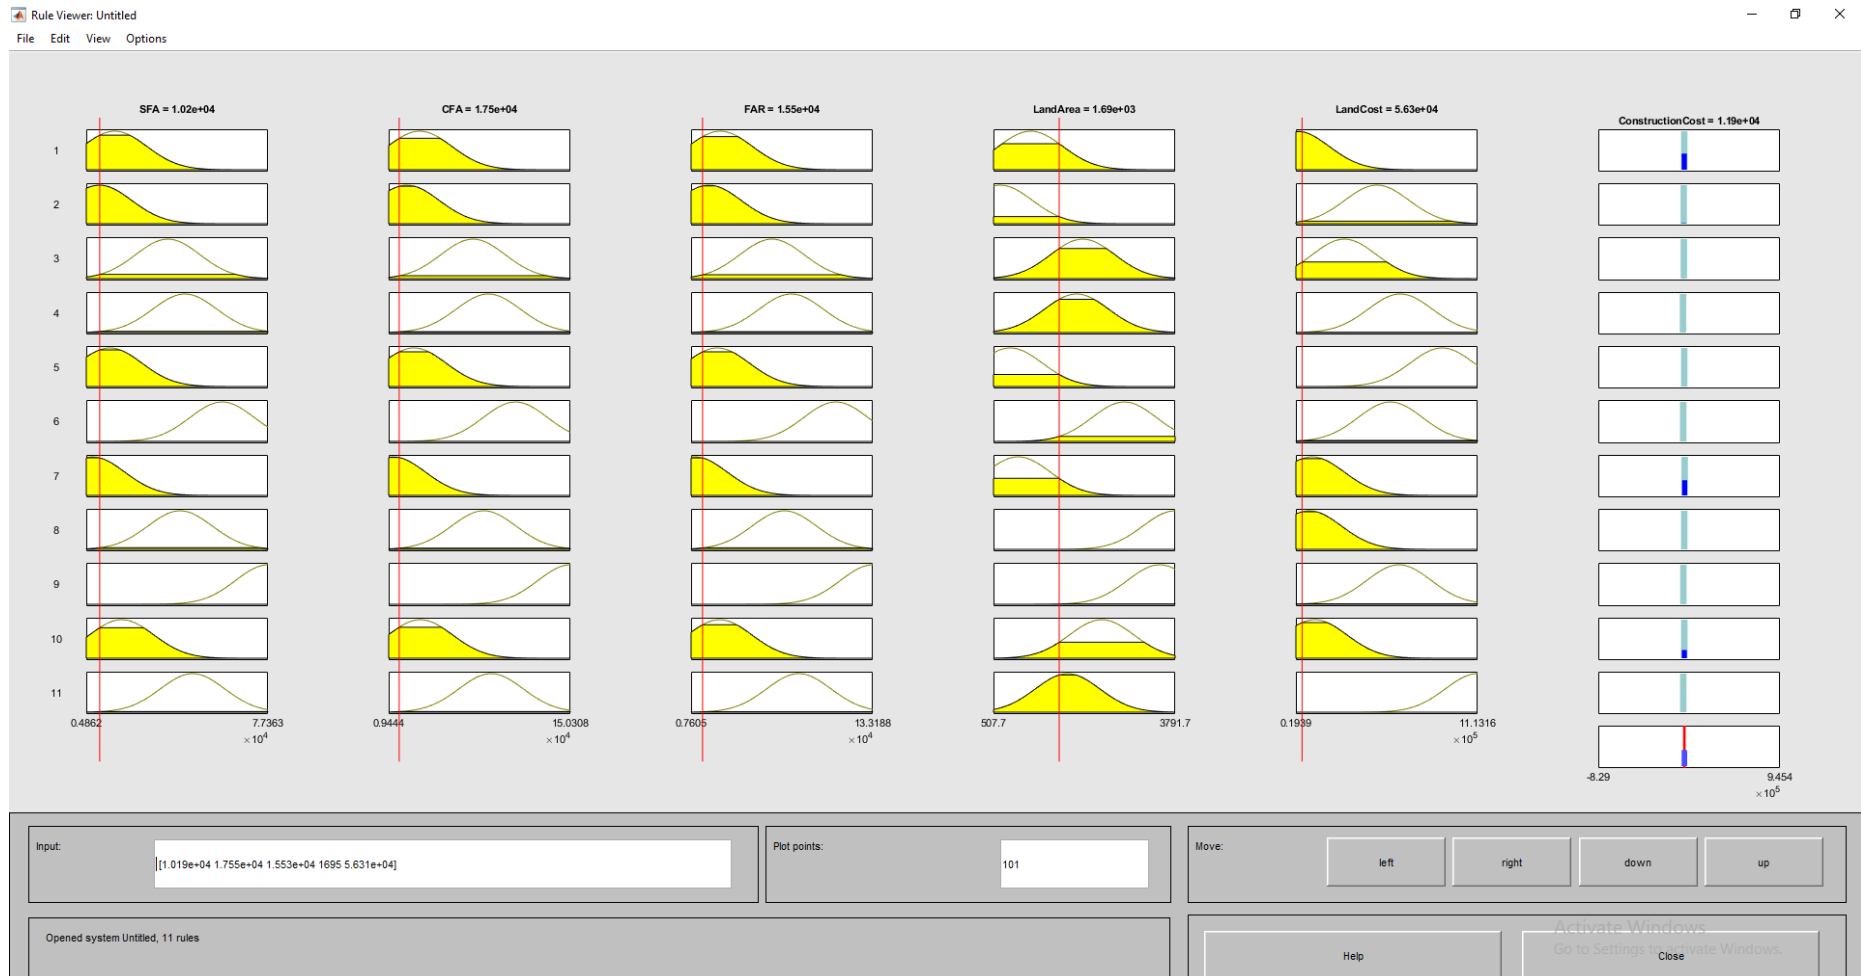 Rule Viewer: Untitled
File Edit View Options
SFA = 1.02e+04 CFA = 1.75e+04 FAR = 1.55e+04 LandArea = 1.69e+03 LandCost = 5.63e+04
ConstructionCost = 1.19e+04
1
2
3
4
5
6
7
8
9
10
11
0.4862 7.7363 0.9444 15.0308 0.7605 13.3188 507.7 3791.7 0.1939 11.1316
×10⁴ ×10⁴ ×10⁴ ×10⁵
-8.29 9.454
×10⁵
Input: [1.019e+04 1.755e+04 1.553e+04 1695 5.631e+04] Plot points: 101 Move: left right down up
Opened system Untitled, 11 rules
Activate Windows
Go to Settings to activate Windows.
Help Close